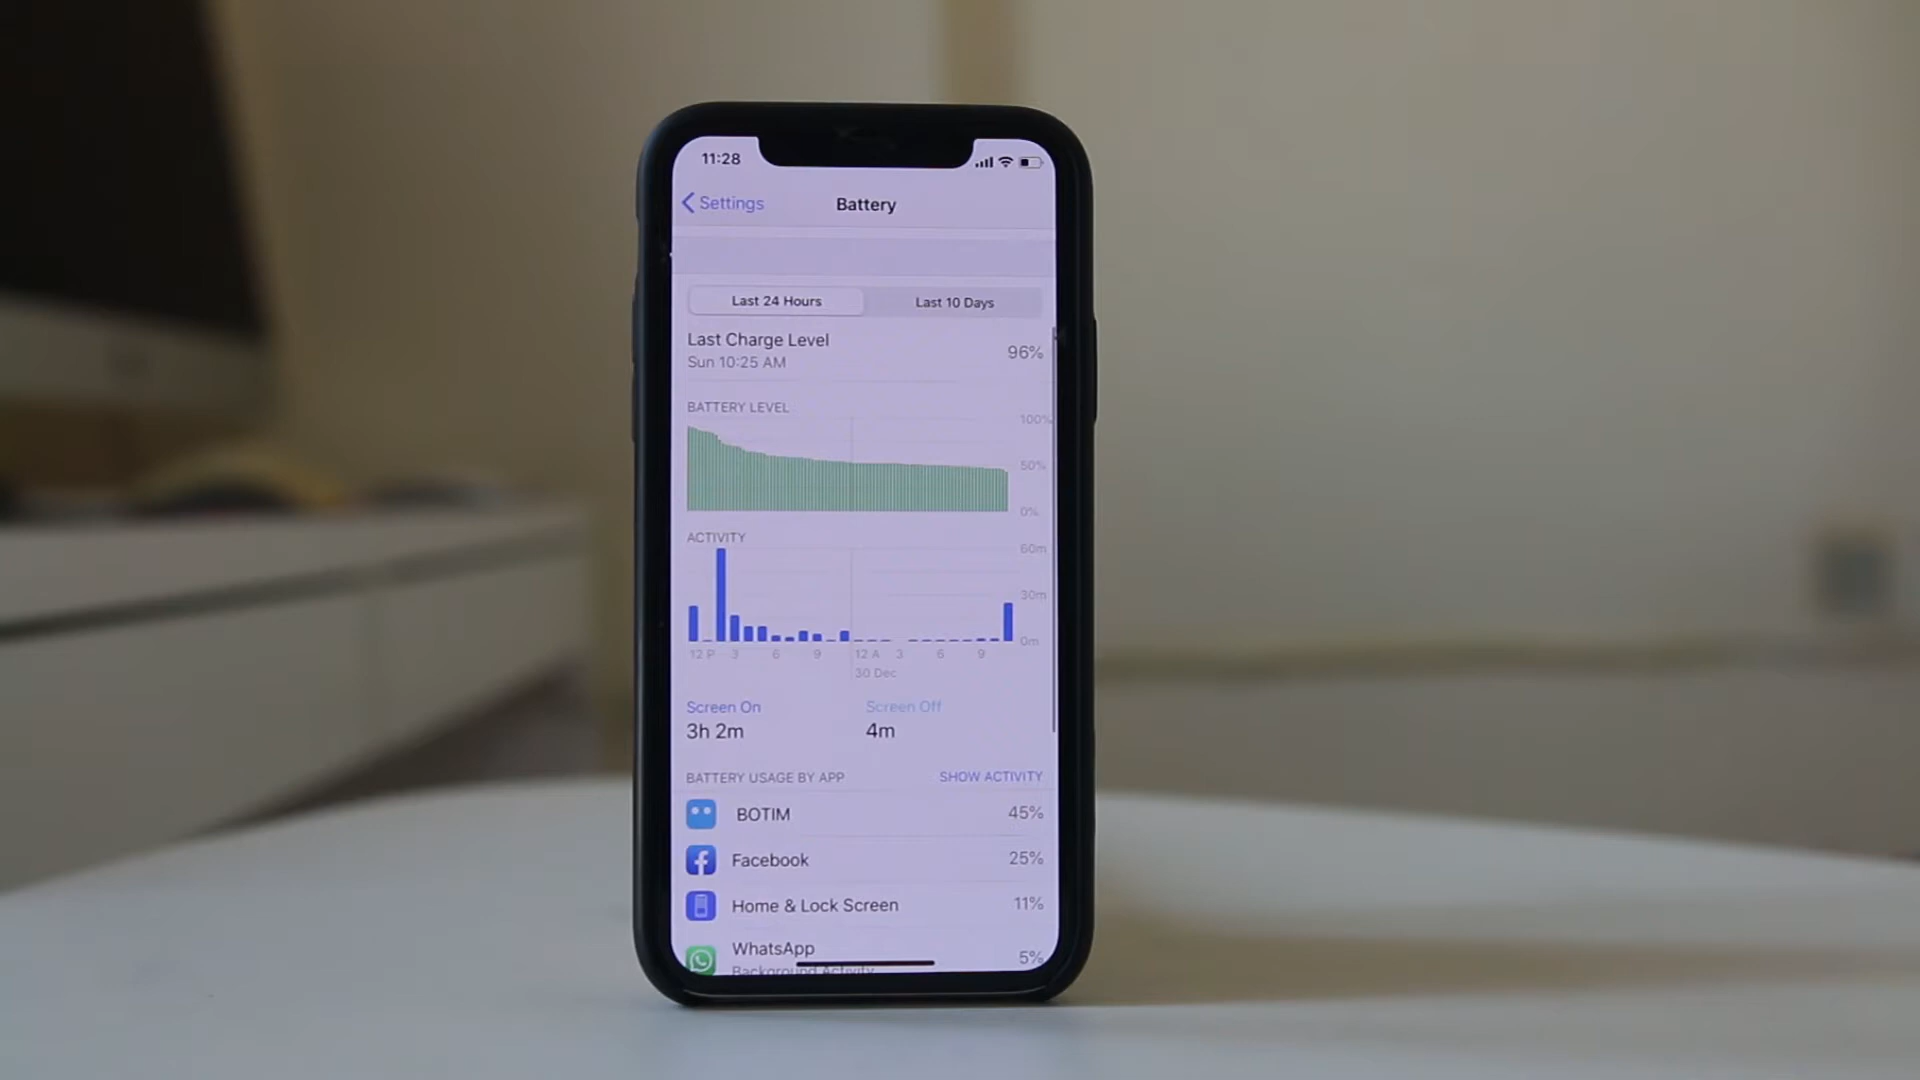 11:28
Settings
Battery
Last 24 Hours
Last 10 Days
Last Charge Level
96%
Sun 10:25 AM
BATTERY LEVEL
100%
50%
0%
ACTIVITY
60m
30m
0m
12 P 3 6 9 12 A 3 6 9
30 Dec
Screen On
Screen Off
3h 2m
4m
BATTERY USAGE BY APP
SHOW ACTIVITY
BOTIM
45%
Facebook
25%
Home & Lock Screen
11%
WhatsApp
5%
Background Activity